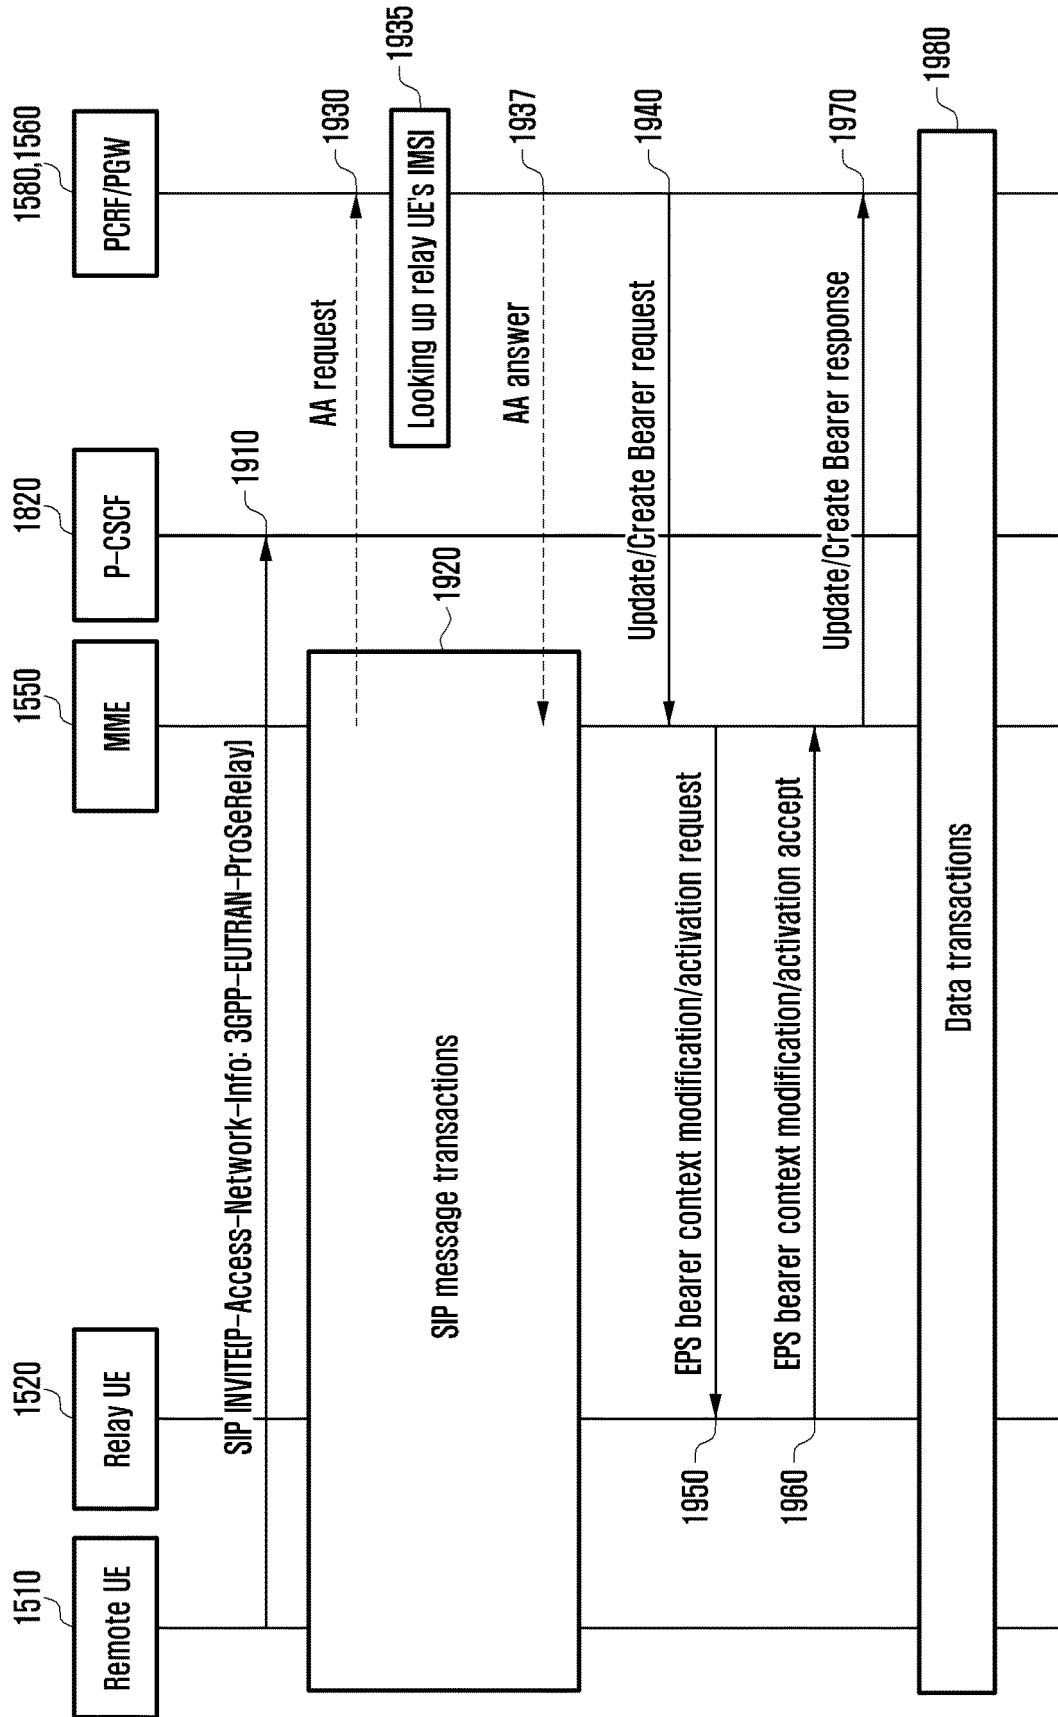 1510
1520
1550
1820
1580,1560
Remote UE
Relay UE
MME
P-CSCF
PCRF/PGW
SIP INVITE(P-Access-Network-Info: 3GPP-EUTRAN-ProSeRelay)
1910
AA request
1930
SIP message transactions
1920
Looking up relay UE's IMSI
1935
AA answer
1937
Update/Create Bearer request
1940
EPS bearer context modification/activation request
1950
EPS bearer context modification/activation accept
1960
Update/Create Bearer response
1970
Data transactions
1980